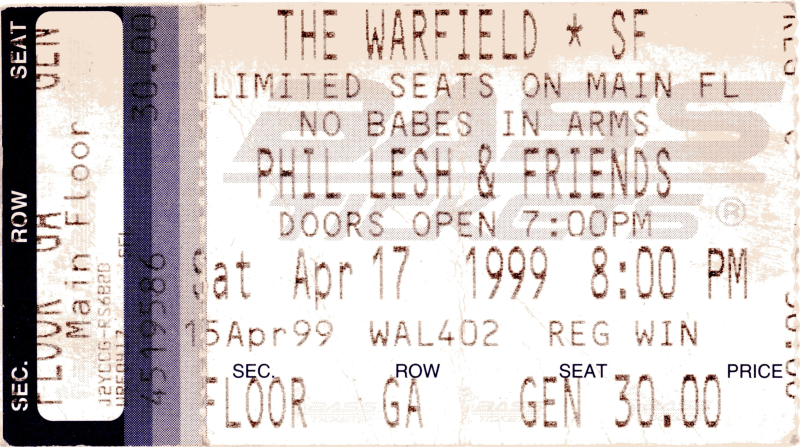 THE WARFIELD * SF
LIMITED SEATS ON MAIN FL
NO BABES IN ARMS
PHIL LESH & FRIENDS
DOORS OPEN 7:00PM
Sat Apr 17 1999 8:00 PM
15Apr99 WAL402 REG WIN
SEC. ROW SEAT PRICE
FLOOR GA GEN 30.00
BASS TICKETS ®
SEC. ROW SEAT
FLOOR GA GEN
Main Floor
30.00
4519586